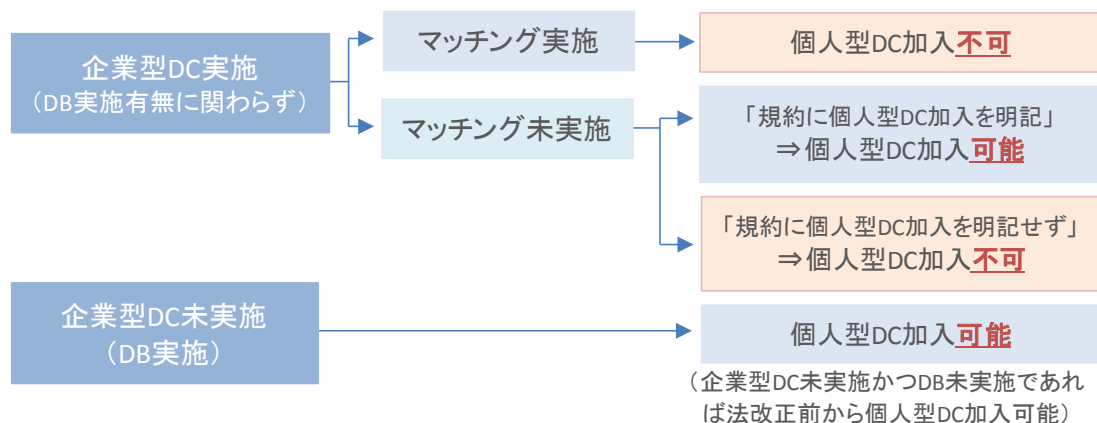 企業型DC実施
（DB実施有無に関わらず）
マッチング実施
個人型DC加入不可
マッチング未実施
「規約に個人型DC加入を明記」
⇒個人型DC加入可能
「規約に個人型DC加入を明記せず」
⇒個人型DC加入不可
企業型DC未実施
（DB実施）
個人型DC加入可能
（企業型DC未実施かつDB未実施であれ
ば法改正前から個人型DC加入可能）